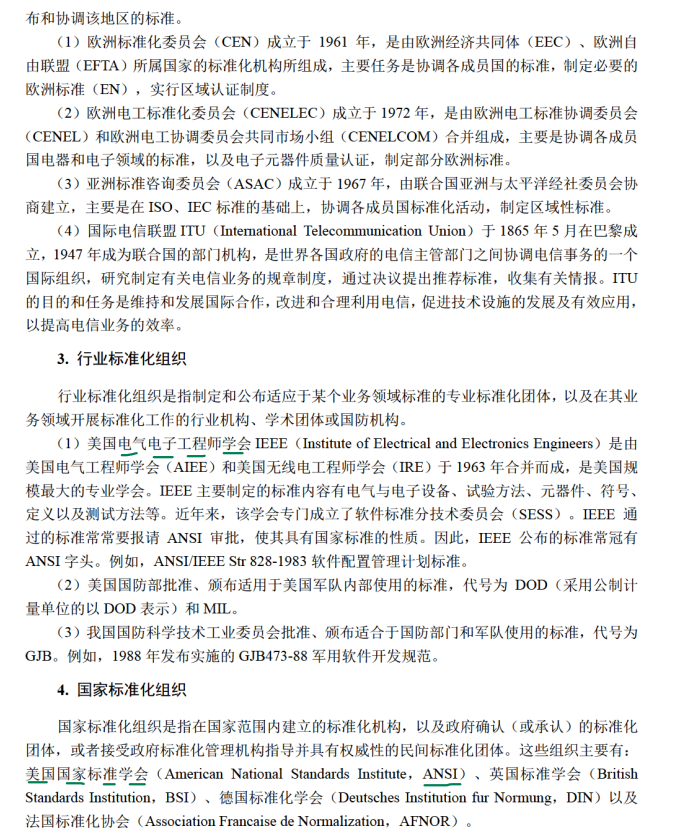 布和协调该地区的标准。
（1）欧洲标准化委员会（CEN）成立于 1961 年，是由欧洲经济共同体（EEC）、欧洲自
由联盟（EFTA）所属国家的标准化机构所组成，主要任务是协调各成员国的标准，制定必要的
欧洲标准（EN），实行区域认证制度。
（2）欧洲电工标准化委员会（CENELEC）成立于 1972 年，是由欧洲电工标准协调委员会
（CENEL）和欧洲电工协调委员会共同市场小组（CENELCOM）合并组成，主要是协调各成员
国电器和电子领域的标准，以及电子元器件质量认证，制定部分欧洲标准。
（3）亚洲标准咨询委员会（ASAC）成立于 1967 年，由联合国亚洲与太平洋经社委员会协
商建立，主要是在 ISO、IEC 标准的基础上，协调各成员国标准化活动，制定区域性标准。
（4）国际电信联盟 ITU（International Telecommunication Union）于 1865 年 5 月在巴黎成
立，1947 年成为联合国的部门机构，是世界各国政府的电信主管部门之间协调电信事务的一个
国际组织，研究制定有关电信业务的规章制度，通过决议提出推荐标准，收集有关情报。ITU
的目的和任务是维持和发展国际合作，改进和合理利用电信，促进技术设施的发展及有效应用，
以提高电信业务的效率。
3. 行业标准化组织
行业标准化组织是指制定和公布适应于某个业务领域标准的专业标准化团体，以及在其业
务领域开展标准化工作的行业机构、学术团体或国防机构。
（1）美国电气电子工程师学会 IEEE（Institute of Electrical and Electronics Engineers）是由
美国电气工程师学会（AIEE）和美国无线电工程师学会（IRE）于 1963 年合并而成，是美国规
模最大的专业学会。IEEE 主要制定的标准内容有电气与电子设备、试验方法、元器件、符号、
定义以及测试方法等。近年来，该学会专门成立了软件标准分技术委员会（SESS）。IEEE 通
过的标准常常要报请 ANSI 审批，使其具有国家标准的性质。因此，IEEE 公布的标准常冠有
ANSI 字头。例如，ANSI/IEEE Str 828-1983 软件配置管理计划标准。
（2）美国国防部批准、颁布适用于美国军队内部使用的标准，代号为 DOD（采用公制计
量单位的以 DOD 表示）和 MIL。
（3）我国国防科学技术工业委员会批准、颁布适合于国防部门和军队使用的标准，代号为
GJB。例如，1988 年发布实施的 GJB473-88 军用软件开发规范。
4. 国家标准化组织
国家标准化组织是指在国家范围内建立的标准化机构，以及政府确认（或承认）的标准化
团体，或者接受政府标准化管理机构指导并具有权威性的民间标准化团体。这些组织主要有：
美国国家标准学会（American National Standards Institute，ANSI）、英国标准学会（British
Standards Institution，BSI）、德国标准化学会（Deutsches Institution fur Normung，DIN）以及
法国标准化协会（Association Francaise de Normalization，AFNOR）。